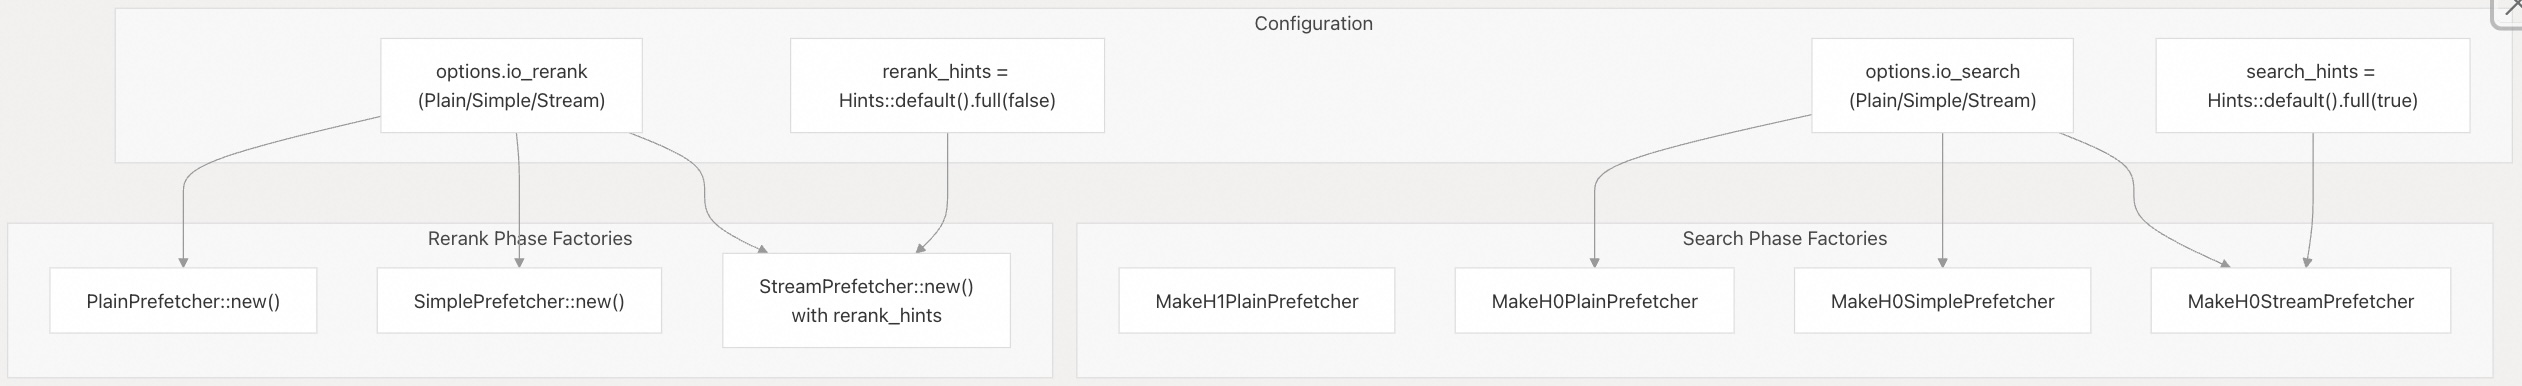 Configuration
options.io_rerank
(Plain/Simple/Stream)
rerank_hints =
Hints::default().full(false)
options.io_search
(Plain/Simple/Stream)
search_hints =
Hints::default().full(true)
Rerank Phase Factories
PlainPrefetcher::new()
SimplePrefetcher::new()
StreamPrefetcher::new()
with rerank_hints
Search Phase Factories
MakeH1PlainPrefetcher
MakeH0PlainPrefetcher
MakeH0SimplePrefetcher
MakeH0StreamPrefetcher